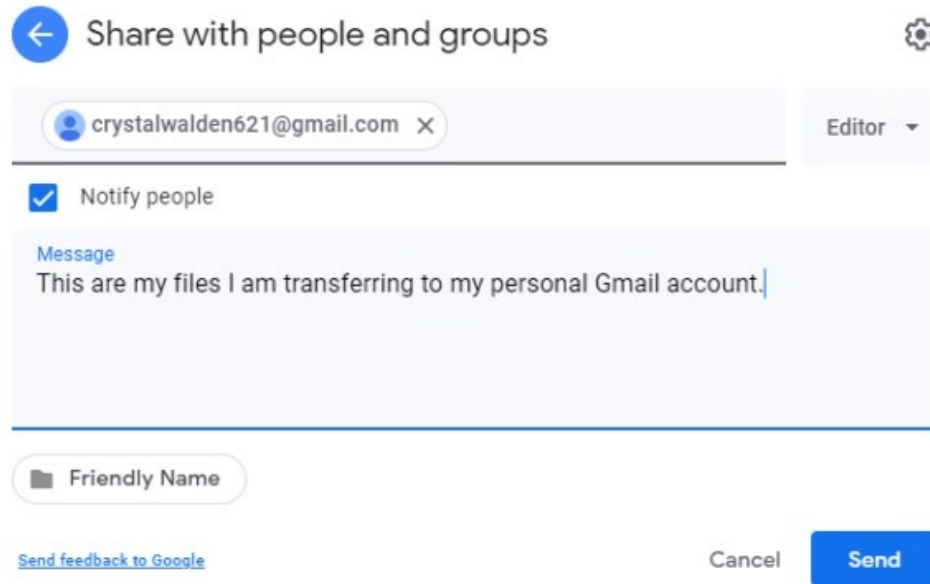 Share with people and groups
crystalwalden621@gmail.com
Editor
Notify people
Message
This are my files I am transferring to my personal Gmail account.
Friendly Name
Send feedback to Google
Cancel
Send